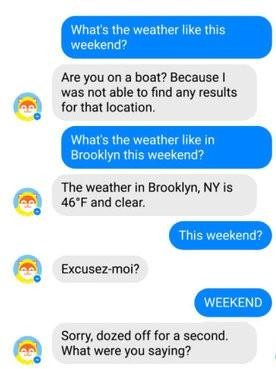 What's the weather like this
weekend?
Are you on a boat? Because I
was not able to find any results
for that location.
What's the weather like in
Brooklyn this weekend?
The weather in Brooklyn, NY is
46°F and clear.
This weekend?
Excusez-moi?
WEEKEND
Sorry, dozed off for a second.
What were you saying?